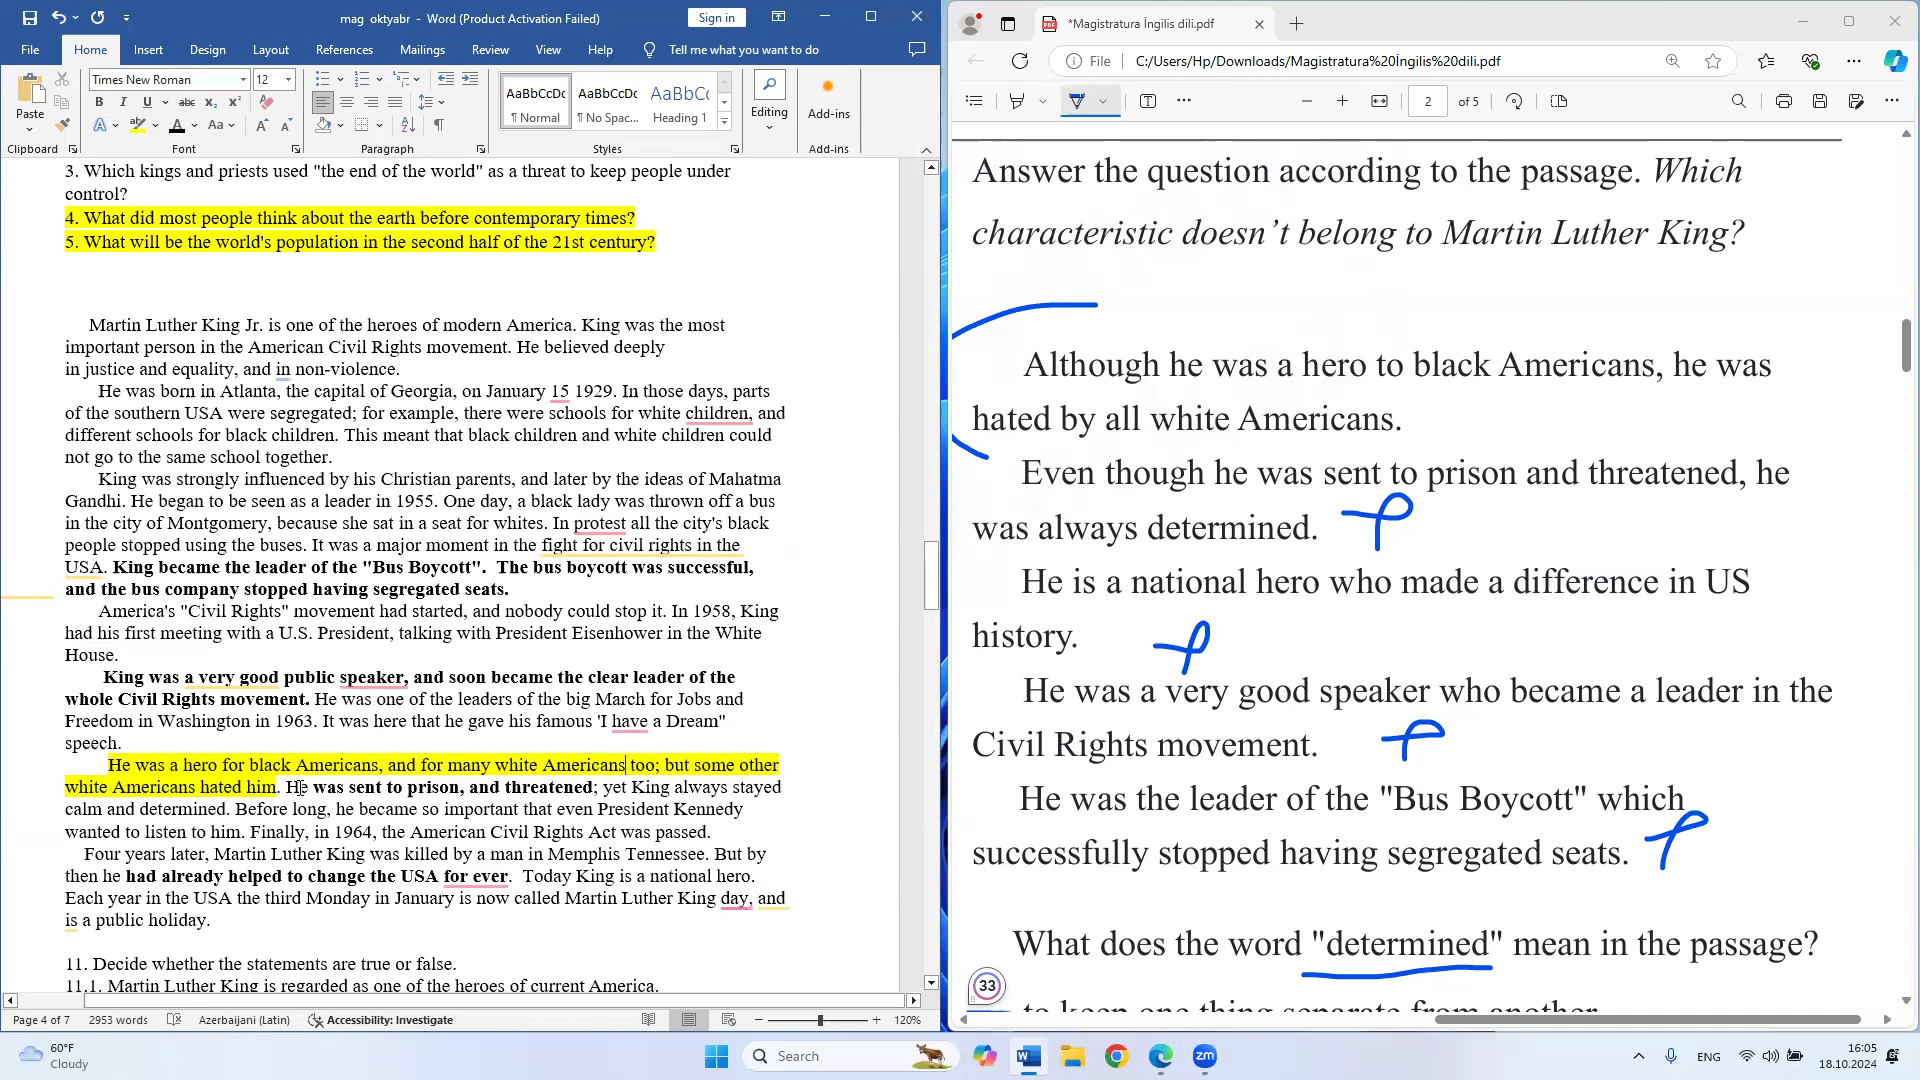 mag oktyabr - Word (Product Activation Failed)
Sign in
File Home Insert Design Layout References Mailings Review View Help Tell me what you want to do
Paste
Times New Roman 12
B I U abc X₂ X²
A Aa A A
AaBbCcDc AaBbCcDc AaBbCc
¶ Normal ¶ No Spac... Heading 1
Editing
Add-ins
Clipboard Font Paragraph Styles Add-ins
3. Which kings and priests used "the end of the world" as a threat to keep people under
control?
4. What did most people think about the earth before contemporary times?
5. What will be the world's population in the second half of the 21st century?
Martin Luther King Jr. is one of the heroes of modern America. King was the most
important person in the American Civil Rights movement. He believed deeply
in justice and equality, and in non-violence.
He was born in Atlanta, the capital of Georgia, on January 15 1929. In those days, parts
of the southern USA were segregated; for example, there were schools for white children, and
different schools for black children. This meant that black children and white children could
not go to the same school together.
King was strongly influenced by his Christian parents, and later by the ideas of Mahatma
Gandhi. He began to be seen as a leader in 1955. One day, a black lady was thrown off a bus
in the city of Montgomery, because she sat in a seat for whites. In protest all the city's black
people stopped using the buses. It was a major moment in the fight for civil rights in the
USA. King became the leader of the "Bus Boycott". The bus boycott was successful,
and the bus company stopped having segregated seats.
America's "Civil Rights" movement had started, and nobody could stop it. In 1958, King
had his first meeting with a U.S. President, talking with President Eisenhower in the White
House.
King was a very good public speaker, and soon became the clear leader of the
whole Civil Rights movement. He was one of the leaders of the big March for Jobs and
Freedom in Washington in 1963. It was here that he gave his famous 'I have a Dream"
speech.
He was a hero for black Americans, and for many white Americans too; but some other
white Americans hated him. He was sent to prison, and threatened; yet King always stayed
calm and determined. Before long, he became so important that even President Kennedy
wanted to listen to him. Finally, in 1964, the American Civil Rights Act was passed.
Four years later, Martin Luther King was killed by a man in Memphis Tennessee. But by
then he had already helped to change the USA for ever. Today King is a national hero.
Each year in the USA the third Monday in January is now called Martin Luther King day, and
is a public holiday.
11. Decide whether the statements are true or false.
11.1. Martin Luther King is regarded as one of the heroes of current America.
Page 4 of 7 2953 words Azerbaijani (Latin) Accessibility: Investigate 120%
*Magistratura İngilis dili.pdf
File C:/Users/Hp/Downloads/Magistratura%20İngilis%20dili.pdf
2 of 5
Answer the question according to the passage. Which
characteristic doesn't belong to Martin Luther King?
Although he was a hero to black Americans, he was
hated by all white Americans.
Even though he was sent to prison and threatened, he
was always determined.
He is a national hero who made a difference in US
history.
He was a very good speaker who became a leader in the
Civil Rights movement.
He was the leader of the "Bus Boycott" which
successfully stopped having segregated seats.
What does the word "determined" mean in the passage?
33
to keep one thing separate from another
60°F
Cloudy
Search
zm
ENG
16:05
18.10.2024